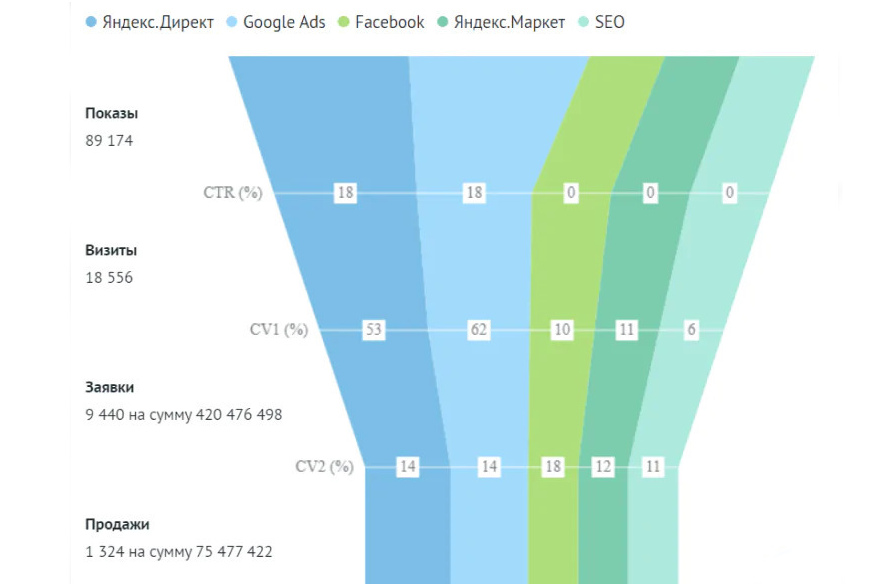 Яндекс.Директ Google Ads Facebook Яндекс.Маркет SEO
Показы
89 174
CTR (%) 18 18 0 0 0
Визиты
18 556
CV1 (%) 53 62 10 11 6
Заявки
9 440 на сумму 420 476 498
CV2 (%) 14 14 18 12 11
Продажи
1 324 на сумму 75 477 422